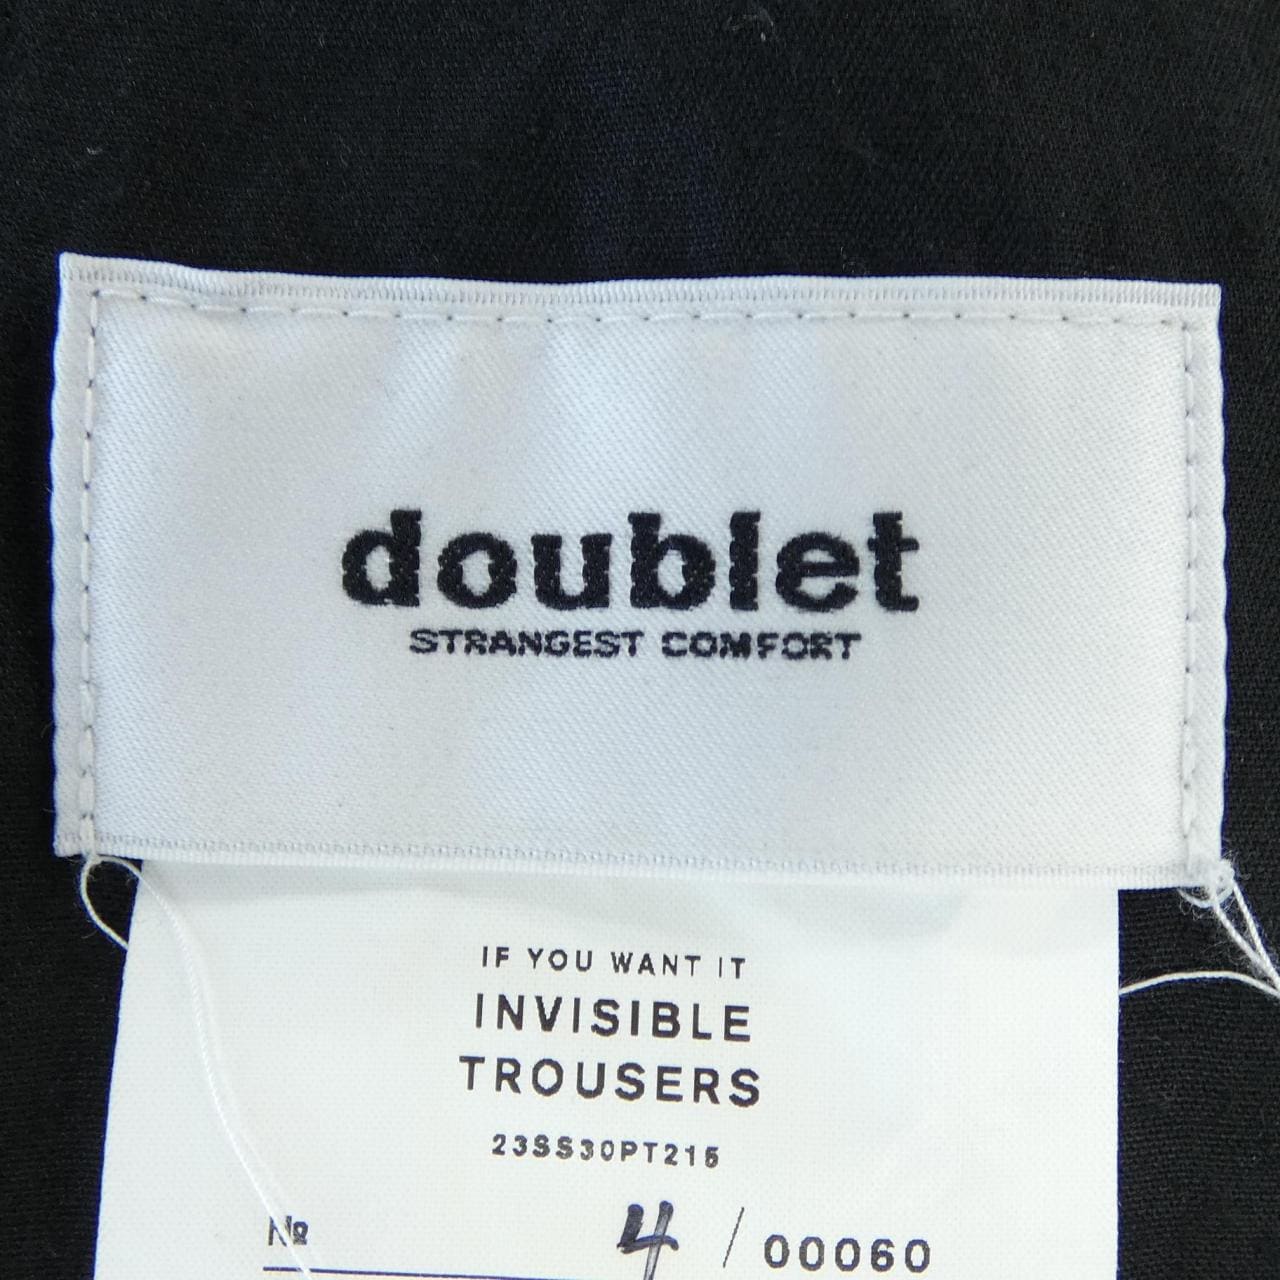 doublet
STRANGEST COMFORT
IF YOU WANT IT
INVISIBLE
TROUSERS
23SS30PT215
№ 4 / 00060